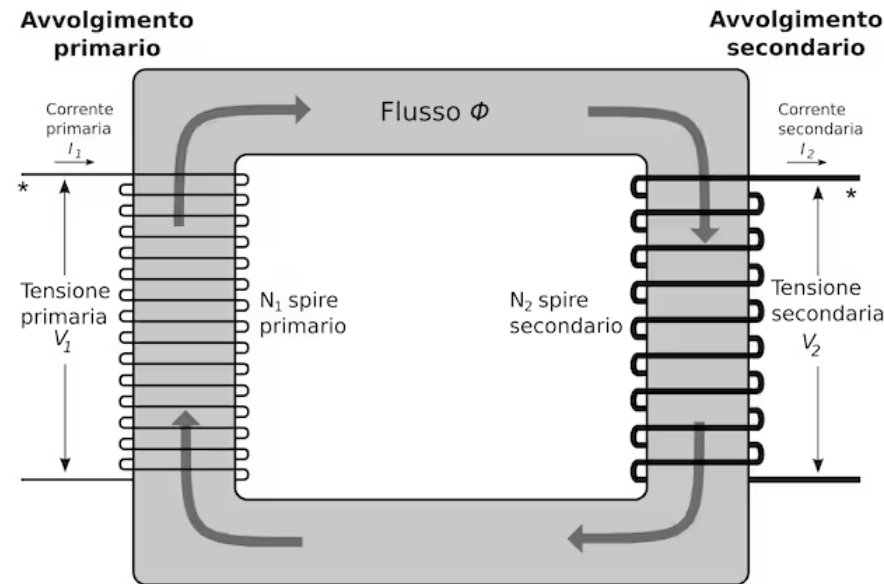 Avvolgimento
primario
Avvolgimento
secondario
Corrente
primaria
I₁
Flusso Φ
Corrente
secondaria
I₂
*
*
Tensione
primaria
V₁
N₁ spire
primario
N₂ spire
secondario
Tensione
secondaria
V₂